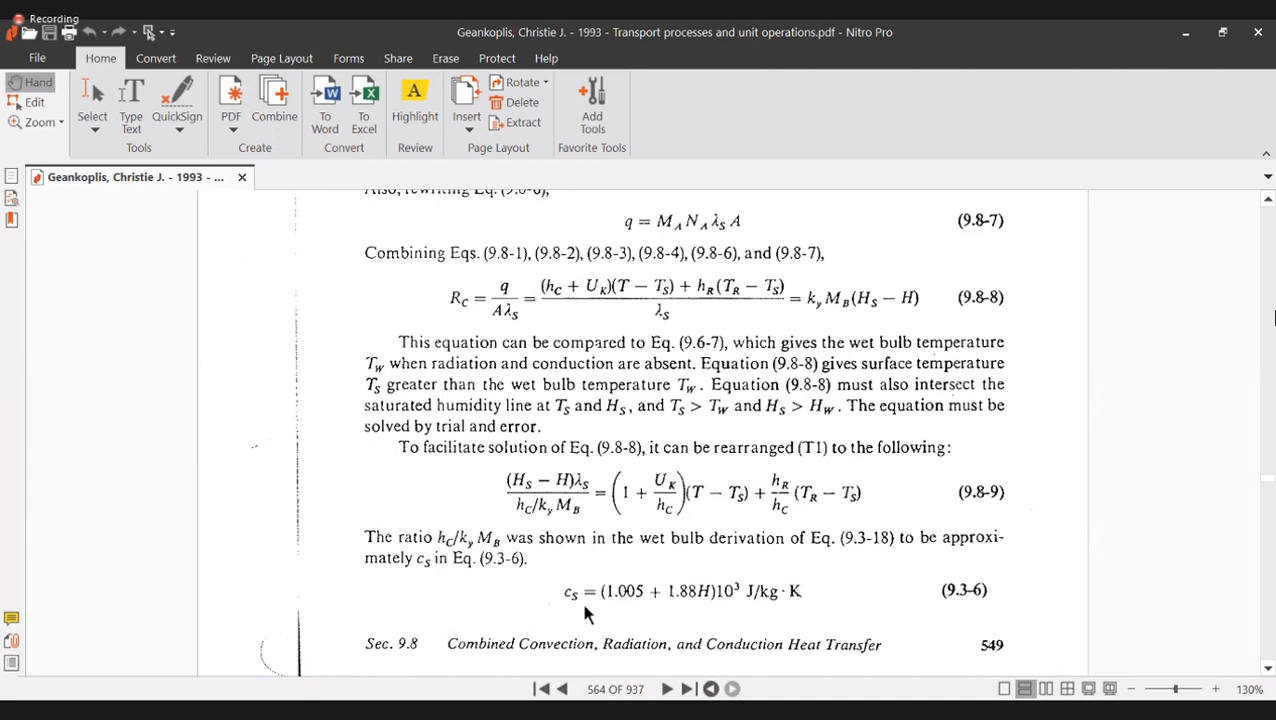 Recording
Geankoplis, Christie J. - 1993 - Transport processes and unit operations.pdf - Nitro Pro
File Home Convert Review Page Layout Forms Share Erase Protect Help
Hand
Edit
Zoom
Select
Type Text
QuickSign
PDF
Combine
To Word
To Excel
Highlight
Insert
Rotate
Delete
Extract
Add Tools
Tools Create Convert Review Page Layout Favorite Tools
Geankoplis, Christie J. - 1993 - ...
Also, rewriting Eq. (9.8-6),
q = M_A N_A λ_S A (9.8-7)
Combining Eqs. (9.8-1), (9.8-2), (9.8-3), (9.8-4), (9.8-6), and (9.8-7),
R_C = q/(Aλ_S) = ((h_C + U_K)(T − T_S) + h_R(T_R − T_S))/λ_S = k_y M_B(H_S − H) (9.8-8)
This equation can be compared to Eq. (9.6-7), which gives the wet bulb temperature
T_W when radiation and conduction are absent. Equation (9.8-8) gives surface temperature
T_S greater than the wet bulb temperature T_W. Equation (9.8-8) must also intersect the
saturated humidity line at T_S and H_S, and T_S > T_W and H_S > H_W. The equation must be
solved by trial and error.
To facilitate solution of Eq. (9.8-8), it can be rearranged (T1) to the following:
(H_S − H)λ_S/(h_C/k_y M_B) = (1 + U_K/h_C)(T − T_S) + h_R/h_C (T_R − T_S) (9.8-9)
The ratio h_C/k_y M_B was shown in the wet bulb derivation of Eq. (9.3-18) to be approxi-
mately c_S in Eq. (9.3-6).
c_S = (1.005 + 1.88H)10³ J/kg · K (9.3-6)
Sec. 9.8 Combined Convection, Radiation, and Conduction Heat Transfer 549
564 OF 937
130%